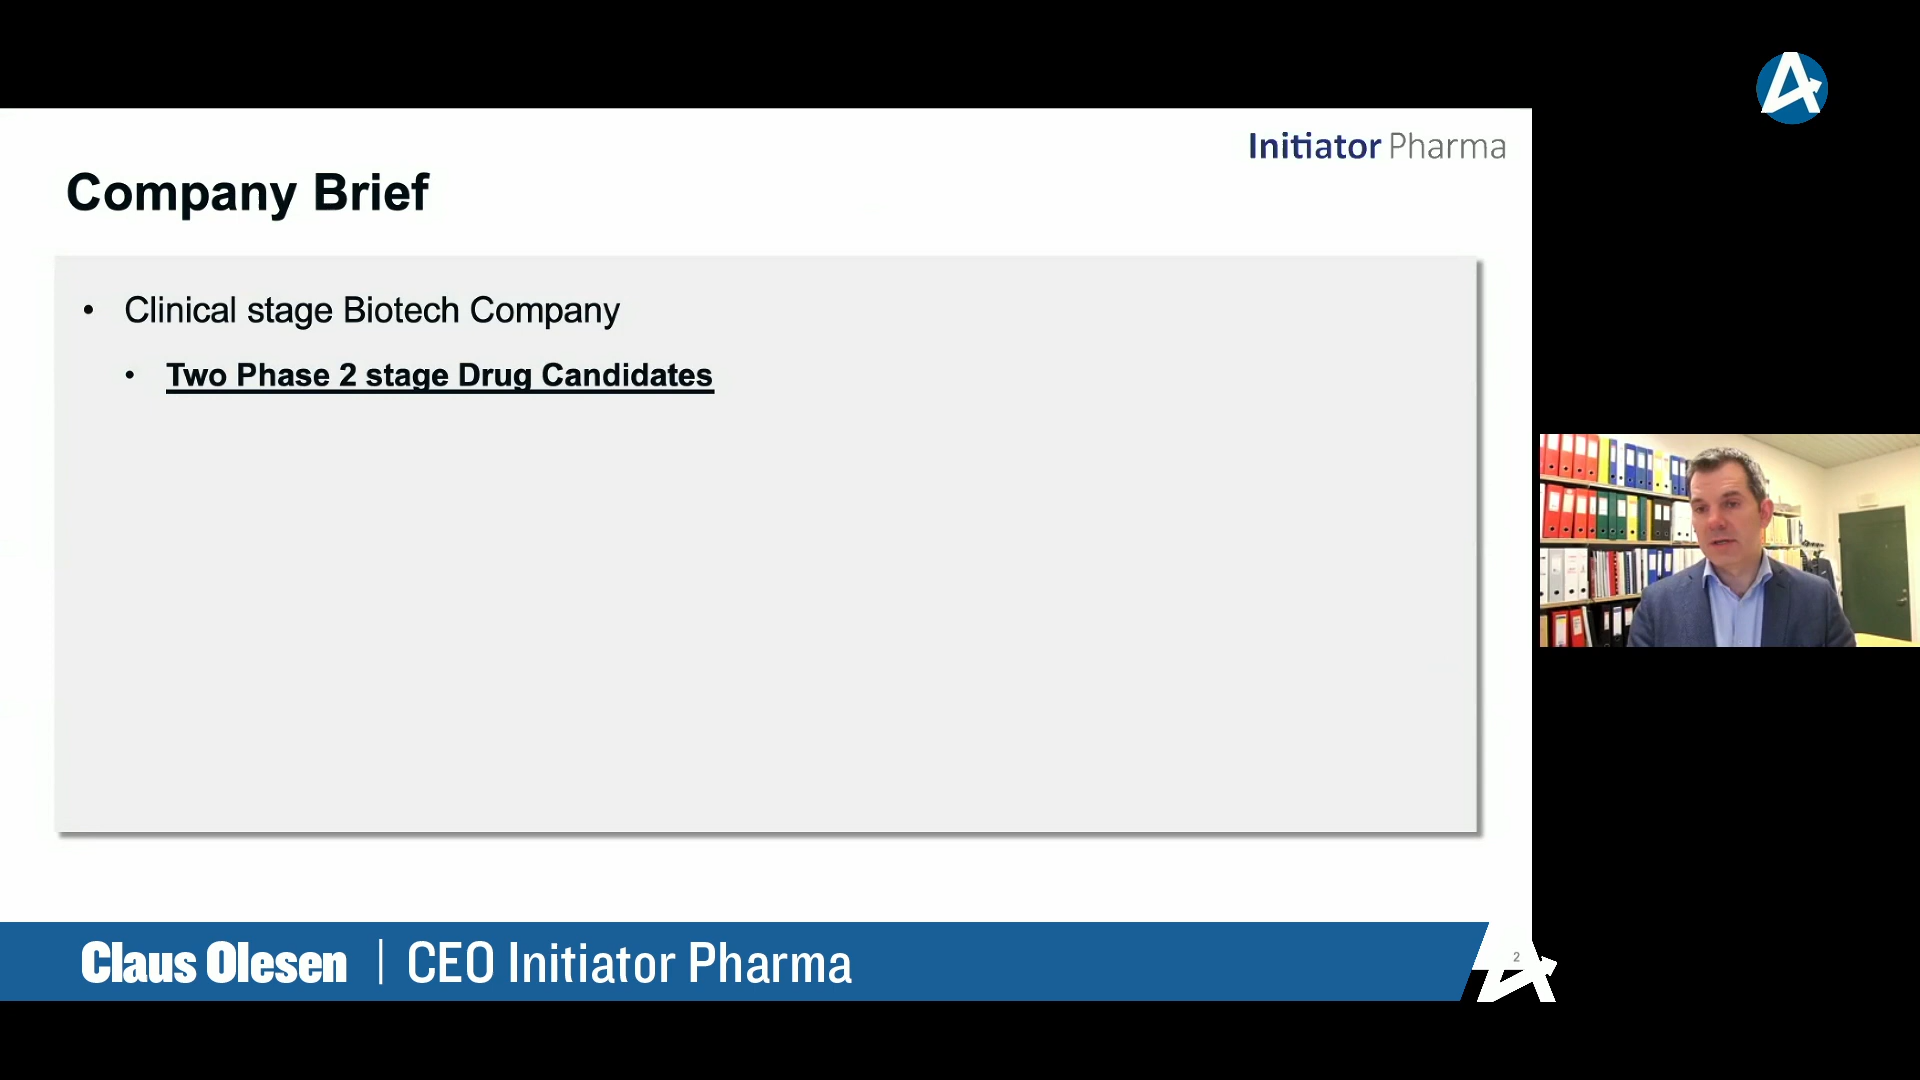 Initiator Pharma
Company Brief
• Clinical stage Biotech Company
• Two Phase 2 stage Drug Candidates
Claus Olesen | CEO Initiator Pharma
2